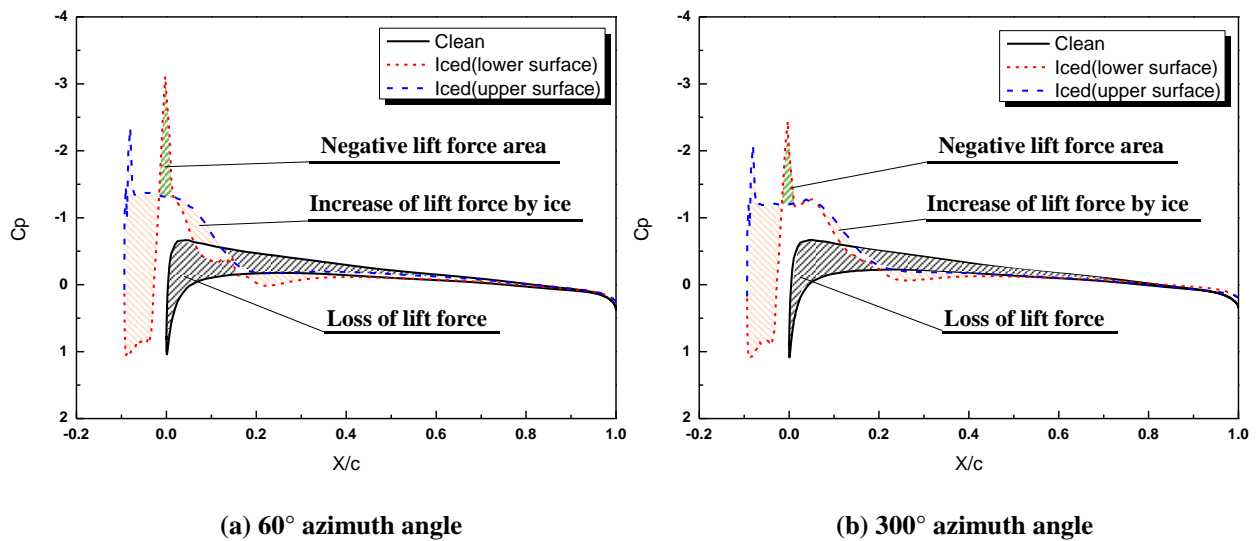 -4
-3
-2
-1
0
1
2
Cp
Clean
Iced(lower surface)
Iced(upper surface)
Negative lift force area
Increase of lift force by ice
Loss of lift force
-0.2 0.0 0.2 0.4 0.6 0.8 1.0
X/c
(a) 60° azimuth angle
-4
-3
-2
-1
0
1
2
Cp
Clean
Iced(lower surface)
Iced(upper surface)
Negative lift force area
Increase of lift force by ice
Loss of lift force
-0.2 0.0 0.2 0.4 0.6 0.8 1.0
X/c
(b) 300° azimuth angle